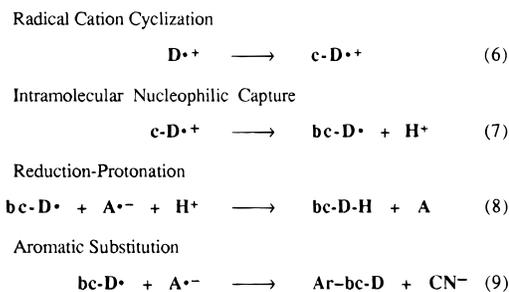 Radical Cation Cyclization
D•+ ⟶ c-D•+ (6)
Intramolecular Nucleophilic Capture
c-D•+ ⟶ bc-D• + H⁺ (7)
Reduction-Protonation
bc-D• + A•− + H⁺ ⟶ bc-D-H + A (8)
Aromatic Substitution
bc-D• + A•− ⟶ Ar–bc-D + CN⁻ (9)